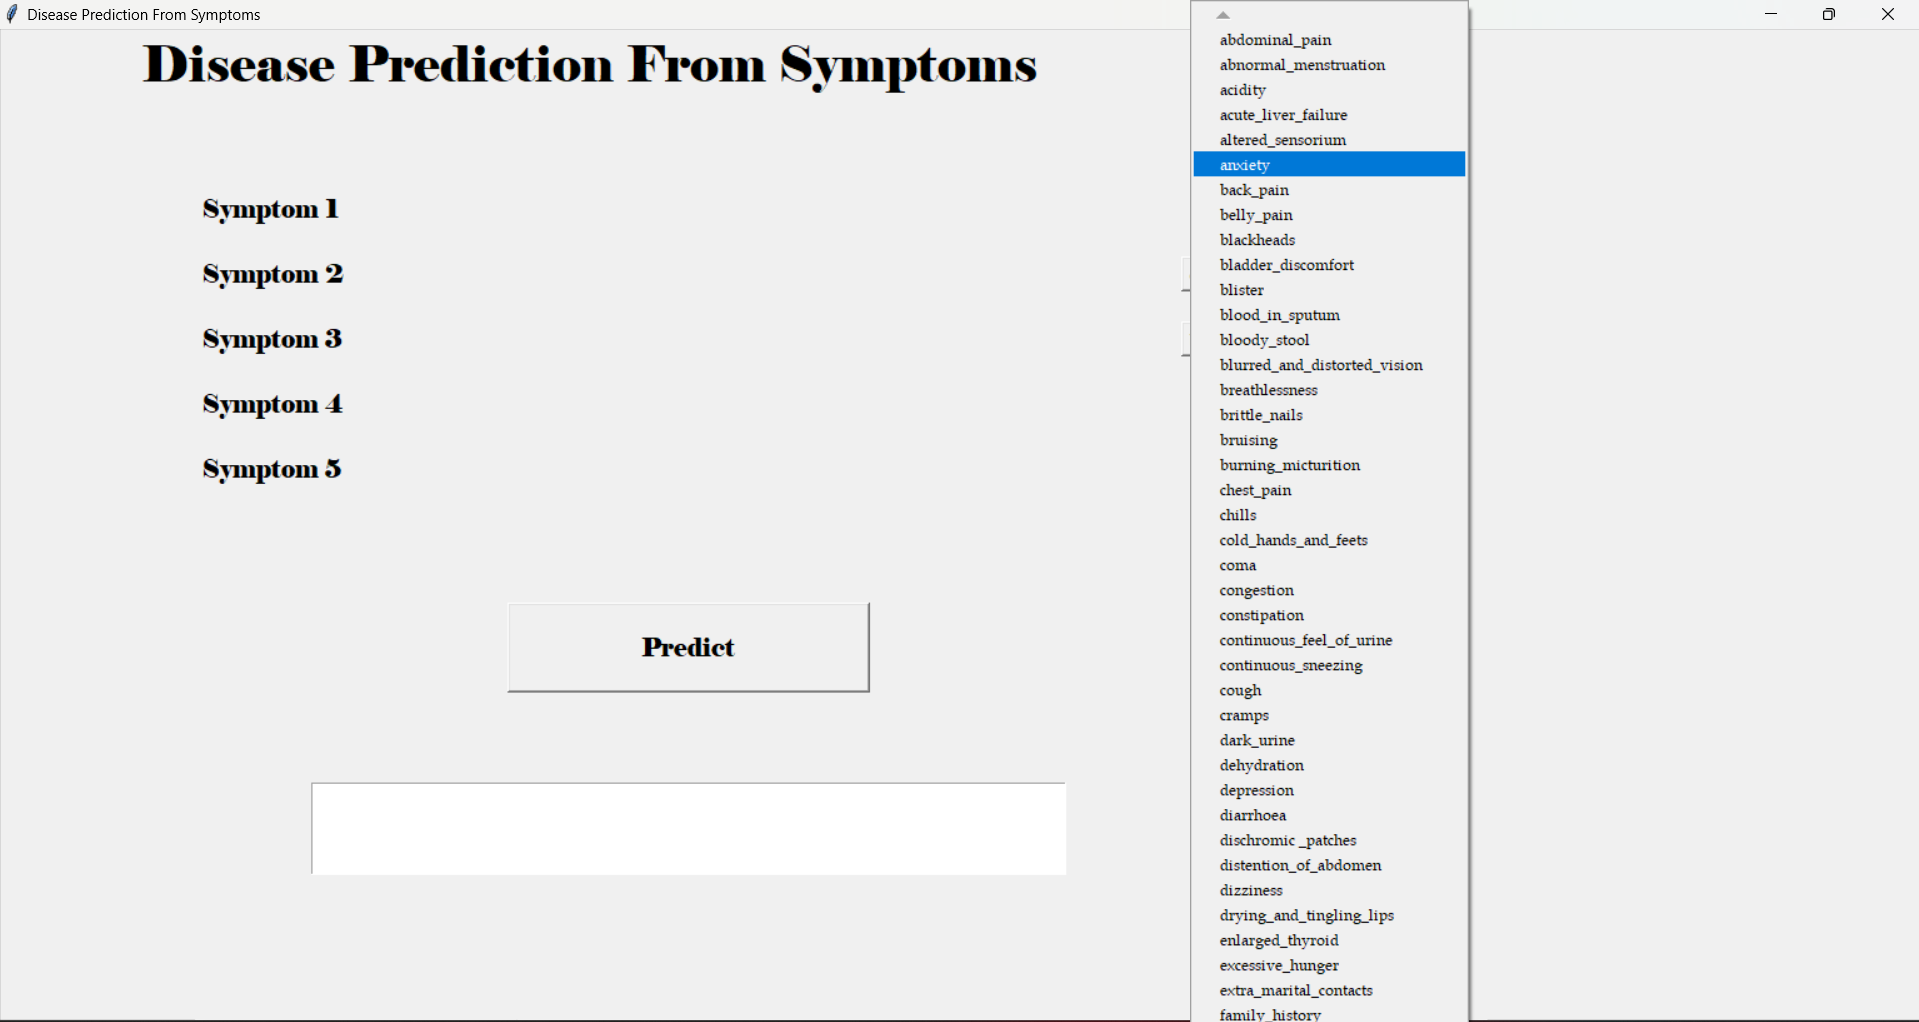 Disease Prediction From Symptoms
Disease Prediction From Symptoms
Symptom 1
Symptom 2
Symptom 3
Symptom 4
Symptom 5
Predict
abdominal_pain
abnormal_menstruation
acidity
acute_liver_failure
altered_sensorium
anxiety
back_pain
belly_pain
blackheads
bladder_discomfort
blister
blood_in_sputum
bloody_stool
blurred_and_distorted_vision
breathlessness
brittle_nails
bruising
burning_micturition
chest_pain
chills
cold_hands_and_feets
coma
congestion
constipation
continuous_feel_of_urine
continuous_sneezing
cough
cramps
dark_urine
dehydration
depression
diarrhoea
dischromic _patches
distention_of_abdomen
dizziness
drying_and_tingling_lips
enlarged_thyroid
excessive_hunger
extra_marital_contacts
family_history